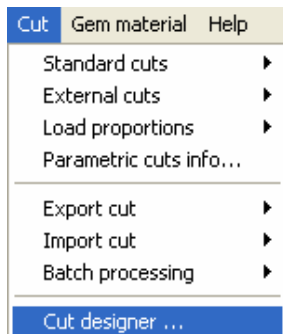 Cut Gem material Help
Standard cuts
External cuts
Load proportions
Parametric cuts info...
Export cut
Import cut
Batch processing
Cut designer ...